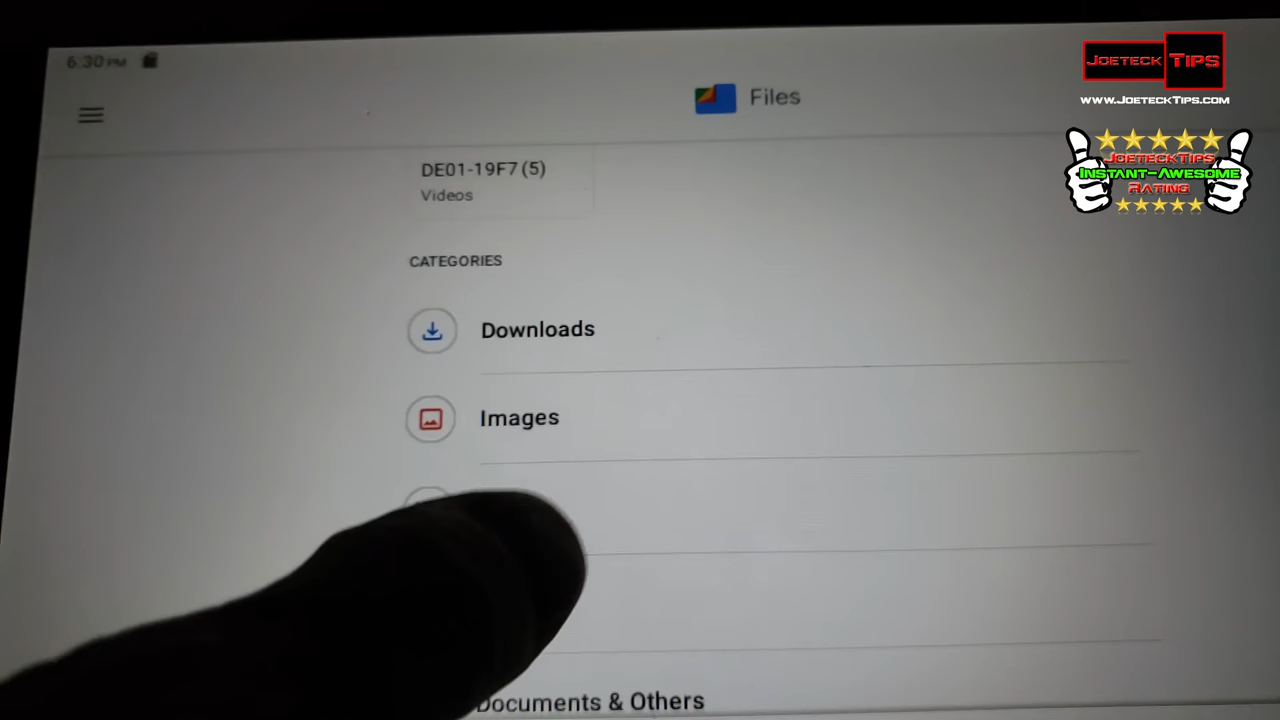 6:30 PM
Files
JOETECK TIPS
WWW.JOETECKTIPS.COM
JOETECKTIPS
INSTANT-AWESOME
RATING
DE01-19F7 (5)
Videos
CATEGORIES
Downloads
Images
Documents & Others